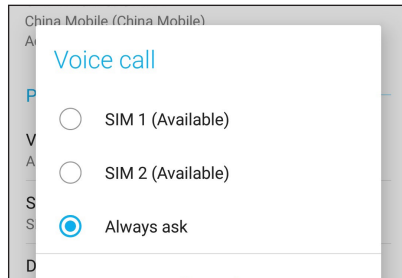 China Mobile (China Mobile)
Voice call
SIM 1 (Available)
SIM 2 (Available)
Always ask